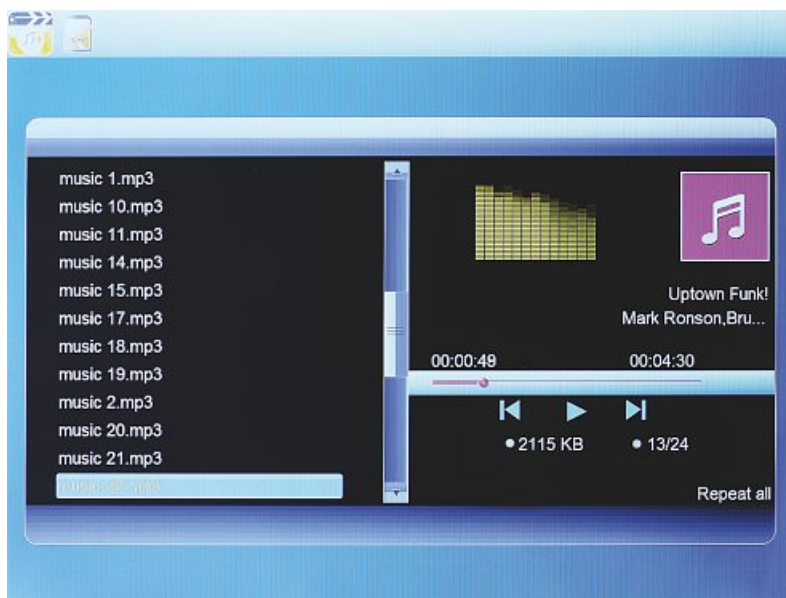 music 1.mp3
music 10.mp3
music 11.mp3
music 14.mp3
music 15.mp3
music 17.mp3
music 18.mp3
music 19.mp3
music 2.mp3
music 20.mp3
music 21.mp3
Uptown Funk!
Mark Ronson,Bru...
00:00:49
00:04:30
2115 KB
13/24
Repeat all